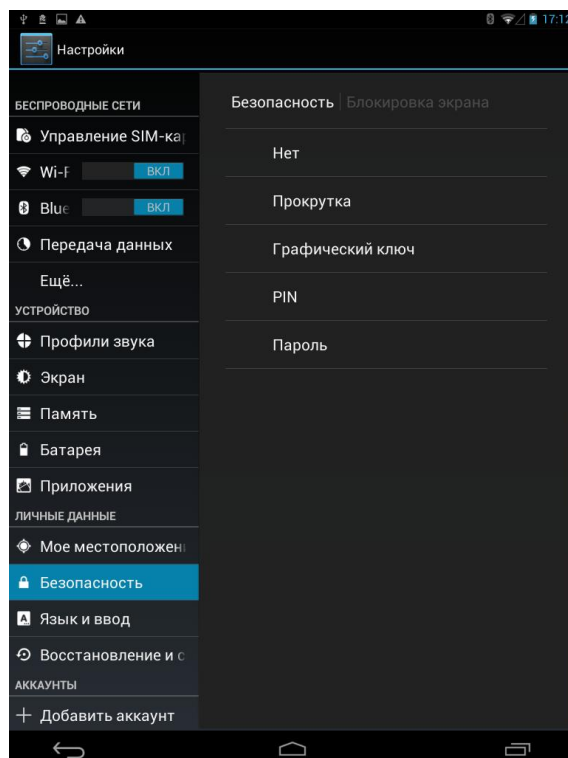 17:12
Настройки
БЕСПРОВОДНЫЕ СЕТИ
Управление SIM-ка
Wi-F
ВКЛ
Blue
ВКЛ
Передача данных
Ещё...
УСТРОЙСТВО
Профили звука
Экран
Память
Батарея
Приложения
ЛИЧНЫЕ ДАННЫЕ
Мое местоположен
Безопасность
Язык и ввод
Восстановление и с
АККАУНТЫ
Добавить аккаунт
Безопасность Блокировка экрана
Нет
Прокрутка
Графический ключ
PIN
Пароль